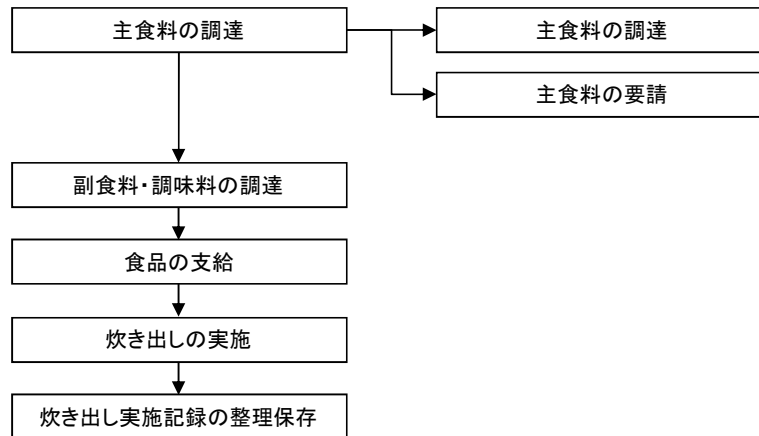 主食料の調達
主食料の調達
主食料の要請
副食料・調味料の調達
食品の支給
炊き出しの実施
炊き出し実施記録の整理保存